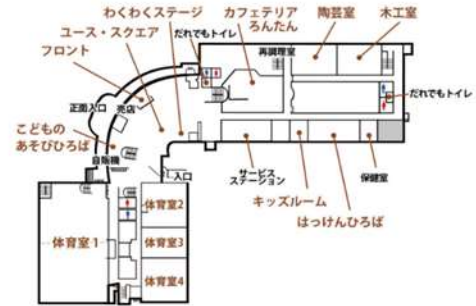 わくわくステージ
カフェテリア
ろんたん
陶芸室
木工室
ユース・スクエア
だれでもトイレ
フロント
再調理室
正面入口
売店
だれでもトイレ
こどもの
あそびひろば
自販機
入口
サービス
ステーション
保健室
キッズルーム
はっけんひろば
体育室1
体育室2
体育室3
体育室4